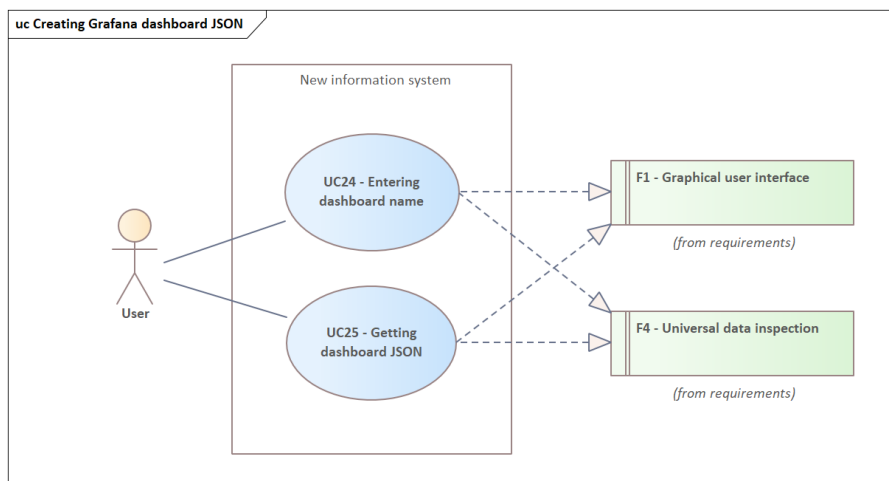 uc Creating Grafana dashboard JSON
New information system
UC24 - Entering
dashboard name
F1 - Graphical user interface
(from requirements)
User
UC25 - Getting
dashboard JSON
F4 - Universal data inspection
(from requirements)